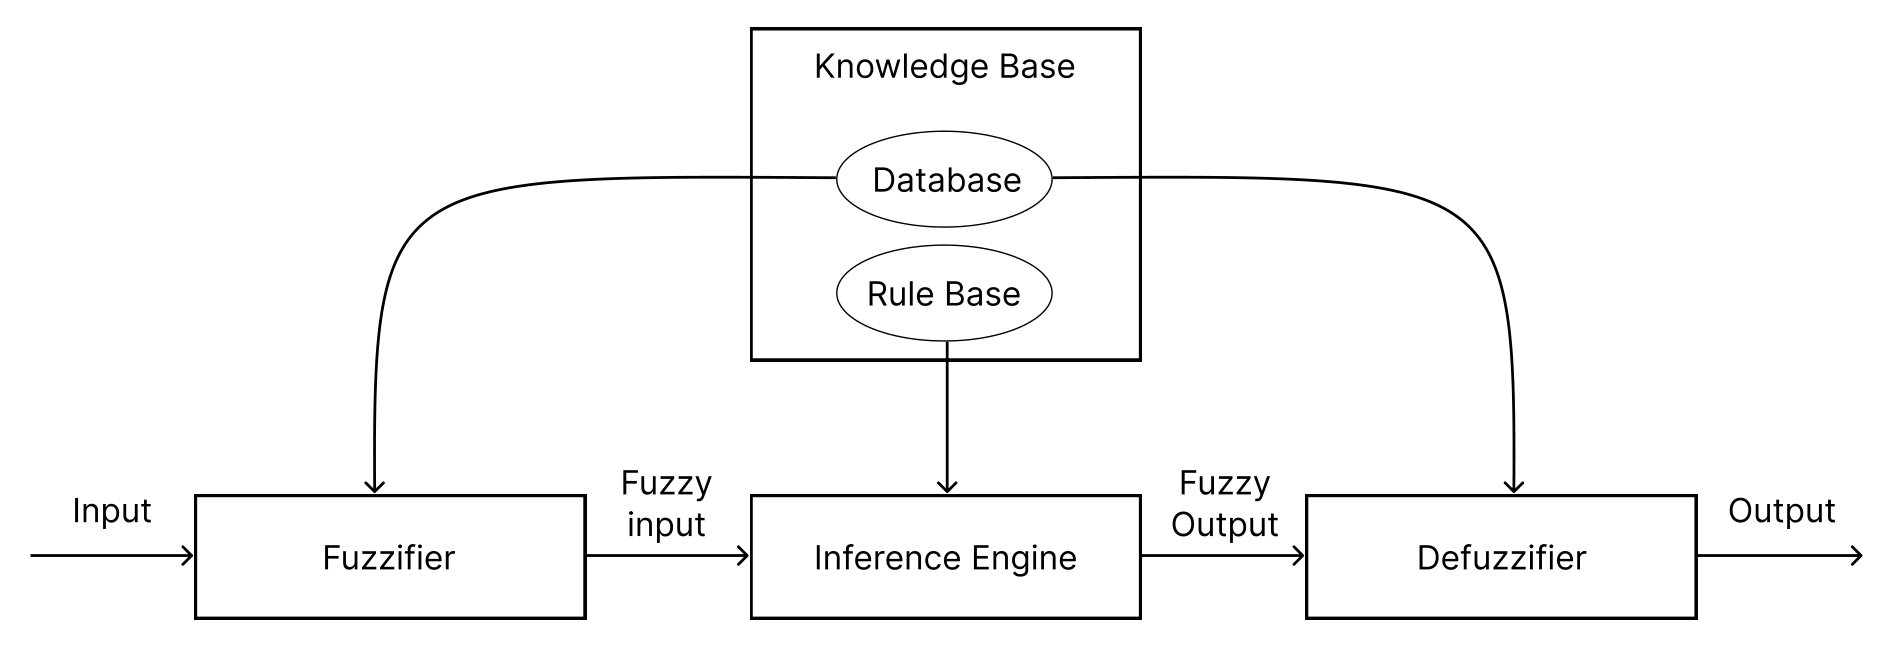 Knowledge Base
Database
Rule Base
Input
Fuzzifier
Fuzzy
input
Inference Engine
Fuzzy
Output
Defuzzifier
Output